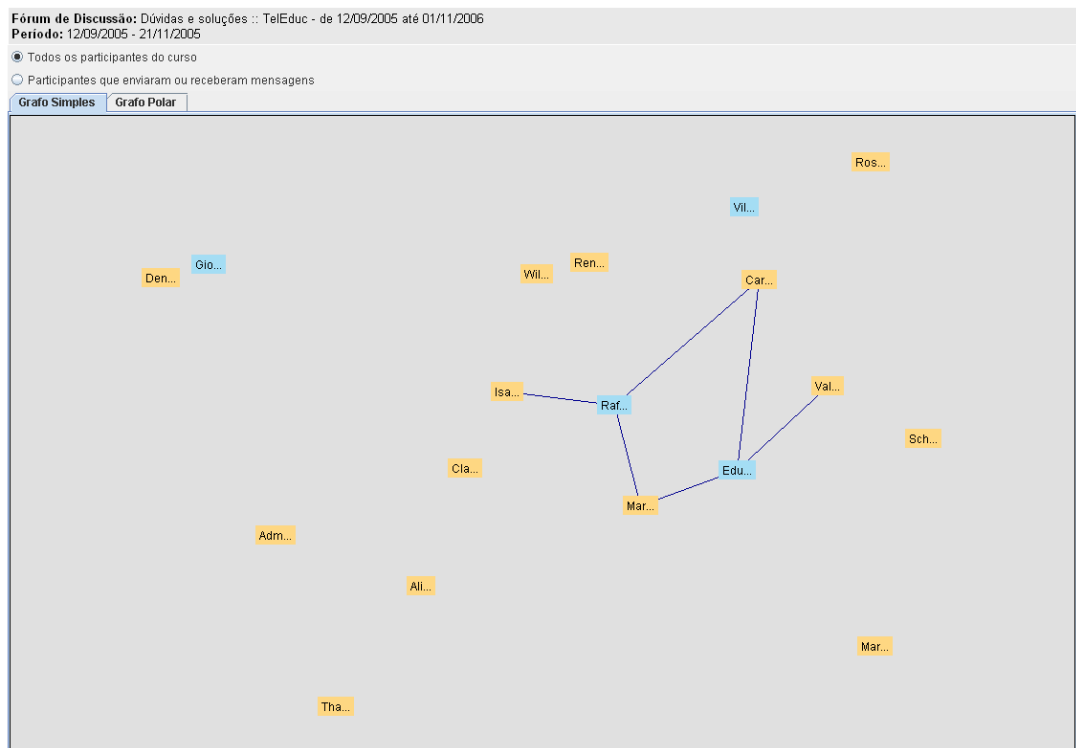 Fórum de Discussão: Dúvidas e soluções :: TelEduc - de 12/09/2005 até 01/11/2006
Período: 12/09/2005 - 21/11/2005
Todos os participantes do curso
Participantes que enviaram ou receberam mensagens
Grafo Simples Grafo Polar
Ros...
Vil...
Gio...
Den...
Wil...
Ren...
Car...
Isa...
Raf...
Val...
Sch...
Cla...
Edu...
Mar...
Adm...
Ali...
Mar...
Tha...